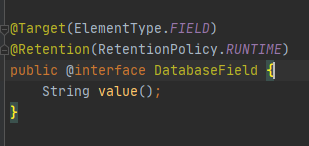 @Target(ElementType.FIELD)
@Retention(RetentionPolicy.RUNTIME)
public @interface DatabaseField {
    String value();
}